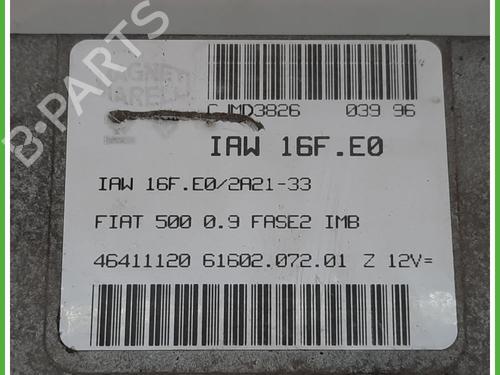 B-PARTS
CJMD3826 039 96
IAW 16F.E0
IAW 16F.E0/2A21-33
FIAT 500 0.9 FASE2 IMB
46411120 61602.072.01 Z 12V=